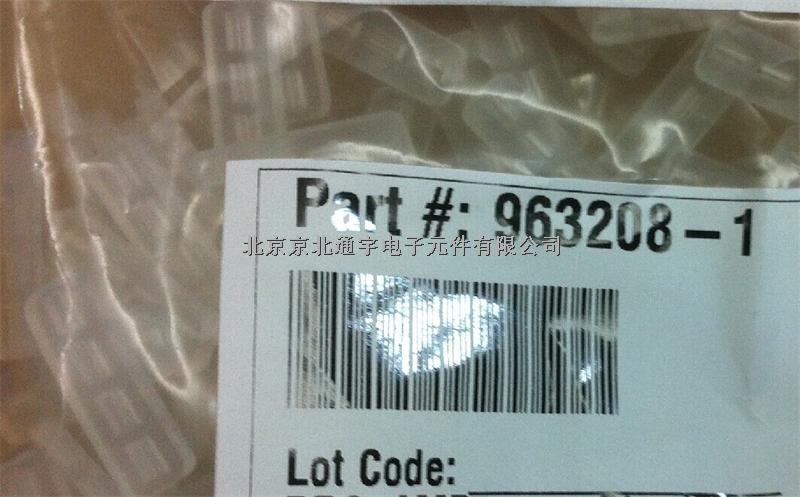 Part #: 963208-1
北京京北通宇电子元件有限公司
Lot Code: